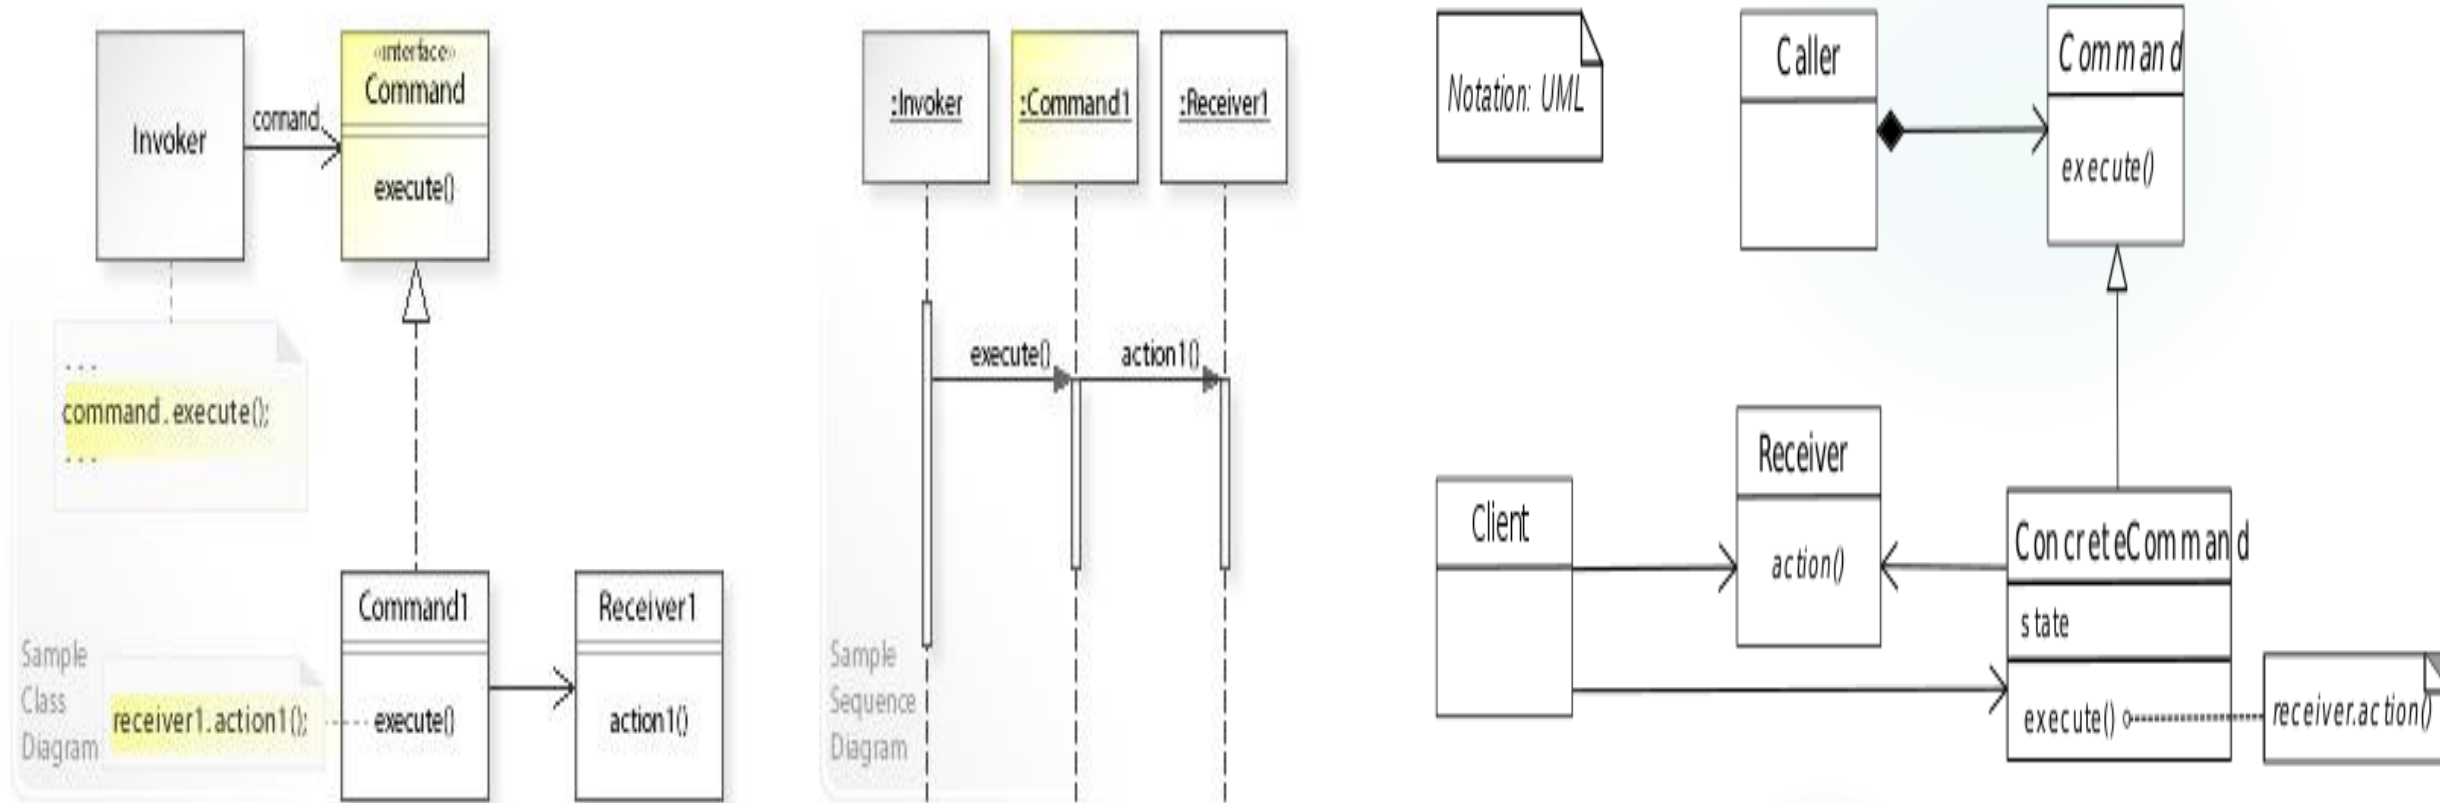 Invoker
command
«interface»
Command
execute()
. . .
command.execute();
. . .
Command1
execute()
Receiver1
action1()
receiver1.action1();
Sample
Class
Diagram
:Invoker
:Command1
:Receiver1
execute()
action1()
Sample
Sequence
Diagram
Notation: UML
Caller
Command
execute()
Client
Receiver
action()
ConcreteCommand
state
execute()
receiver.action()